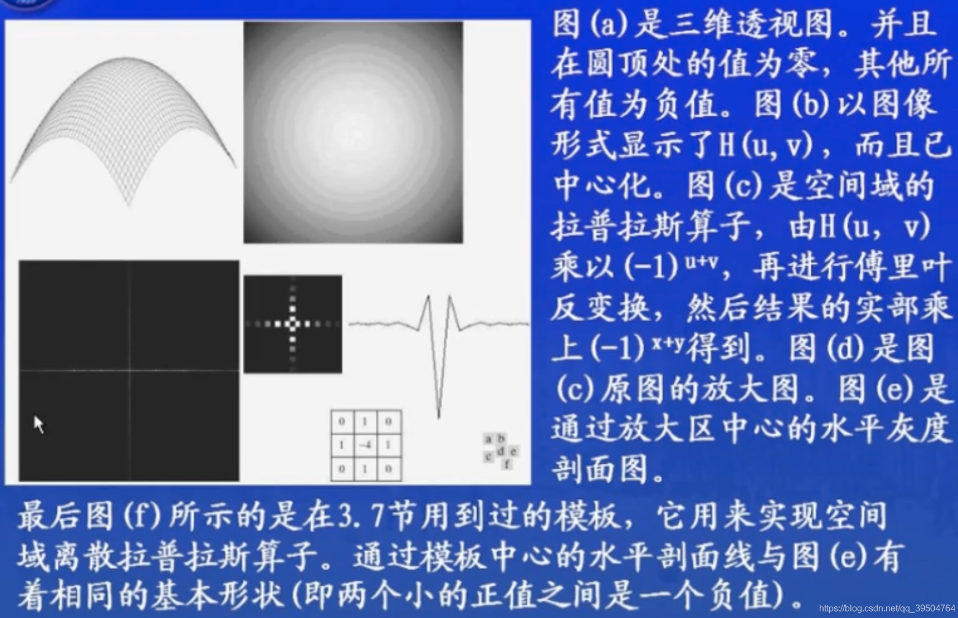 图(a)是三维透视图。并且
在圆顶处的值为零，其他所
有值为负值。图(b)以图像
形式显示了H(u,v)，而且已
中心化。图(c)是空间域的
拉普拉斯算子，由H(u，v)
乘以(-1)u+v，再进行傅里叶
反变换，然后结果的实部乘
上(-1)x+y得到。图(d)是图
(c)原图的放大图。图(e)是
通过放大区中心的水平灰度
剖面图。
0 1 0
1 -4 1
0 1 0
a b
c d e
f
最后图(f)所示的是在3.7节用到过的模板，它用来实现空间
域离散拉普拉斯算子。通过模板中心的水平剖面线与图(e)有
着相同的基本形状(即两个小的正值之间是一个负值)。
https://blog.csdn.net/qq_39504764